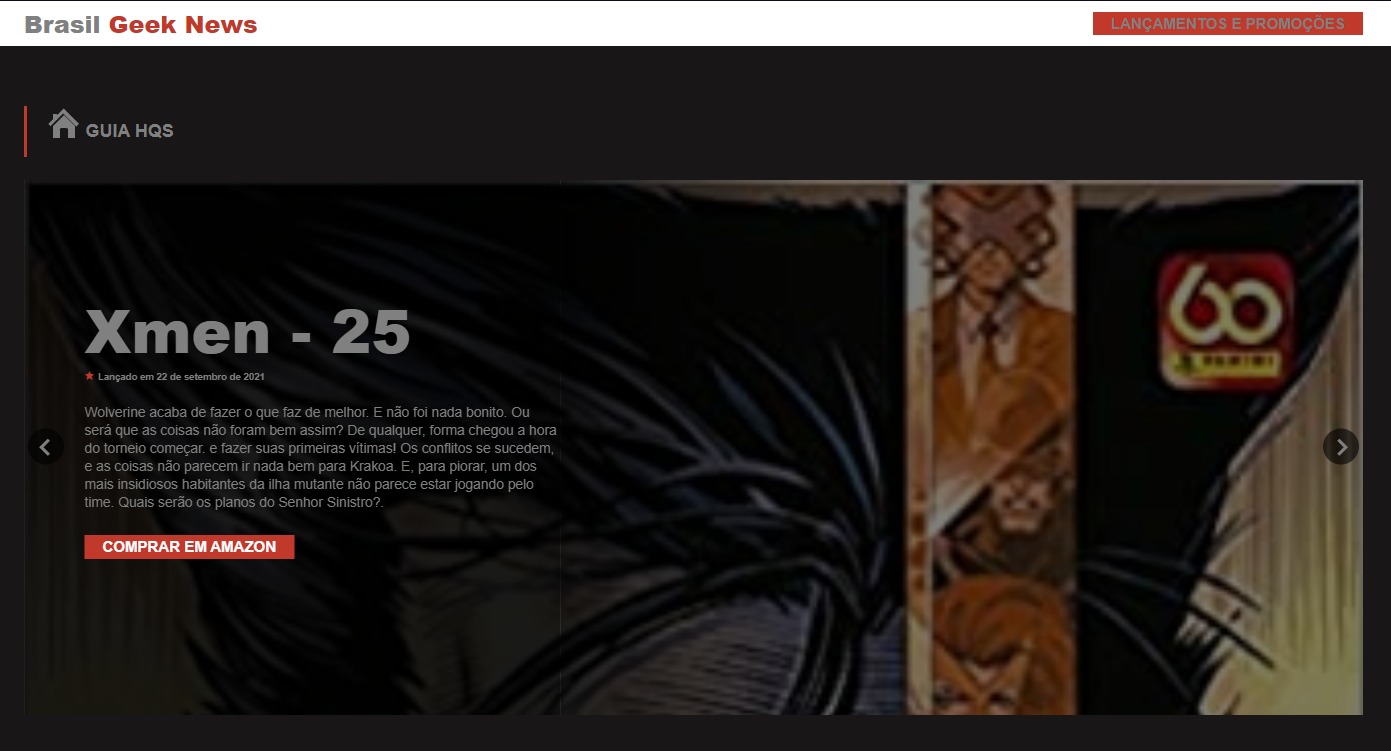 Brasil Geek News
LANÇAMENTOS E PROMOÇÕES
GUIA HQS
Xmen - 25
Lançado em 22 de setembro de 2021
Wolverine acaba de fazer o que faz de melhor. E não foi nada bonito. Ou
será que as coisas não foram bem assim? De qualquer, forma chegou a hora
do torneio começar. e fazer suas primeiras vítimas! Os conflitos se sucedem,
e as coisas não parecem ir nada bem para Krakoa. E, para piorar, um dos
mais insidiosos habitantes da ilha mutante não parece estar jogando pelo
time. Quais serão os planos do Senhor Sinistro?.
COMPRAR EM AMAZON
60
PANINI